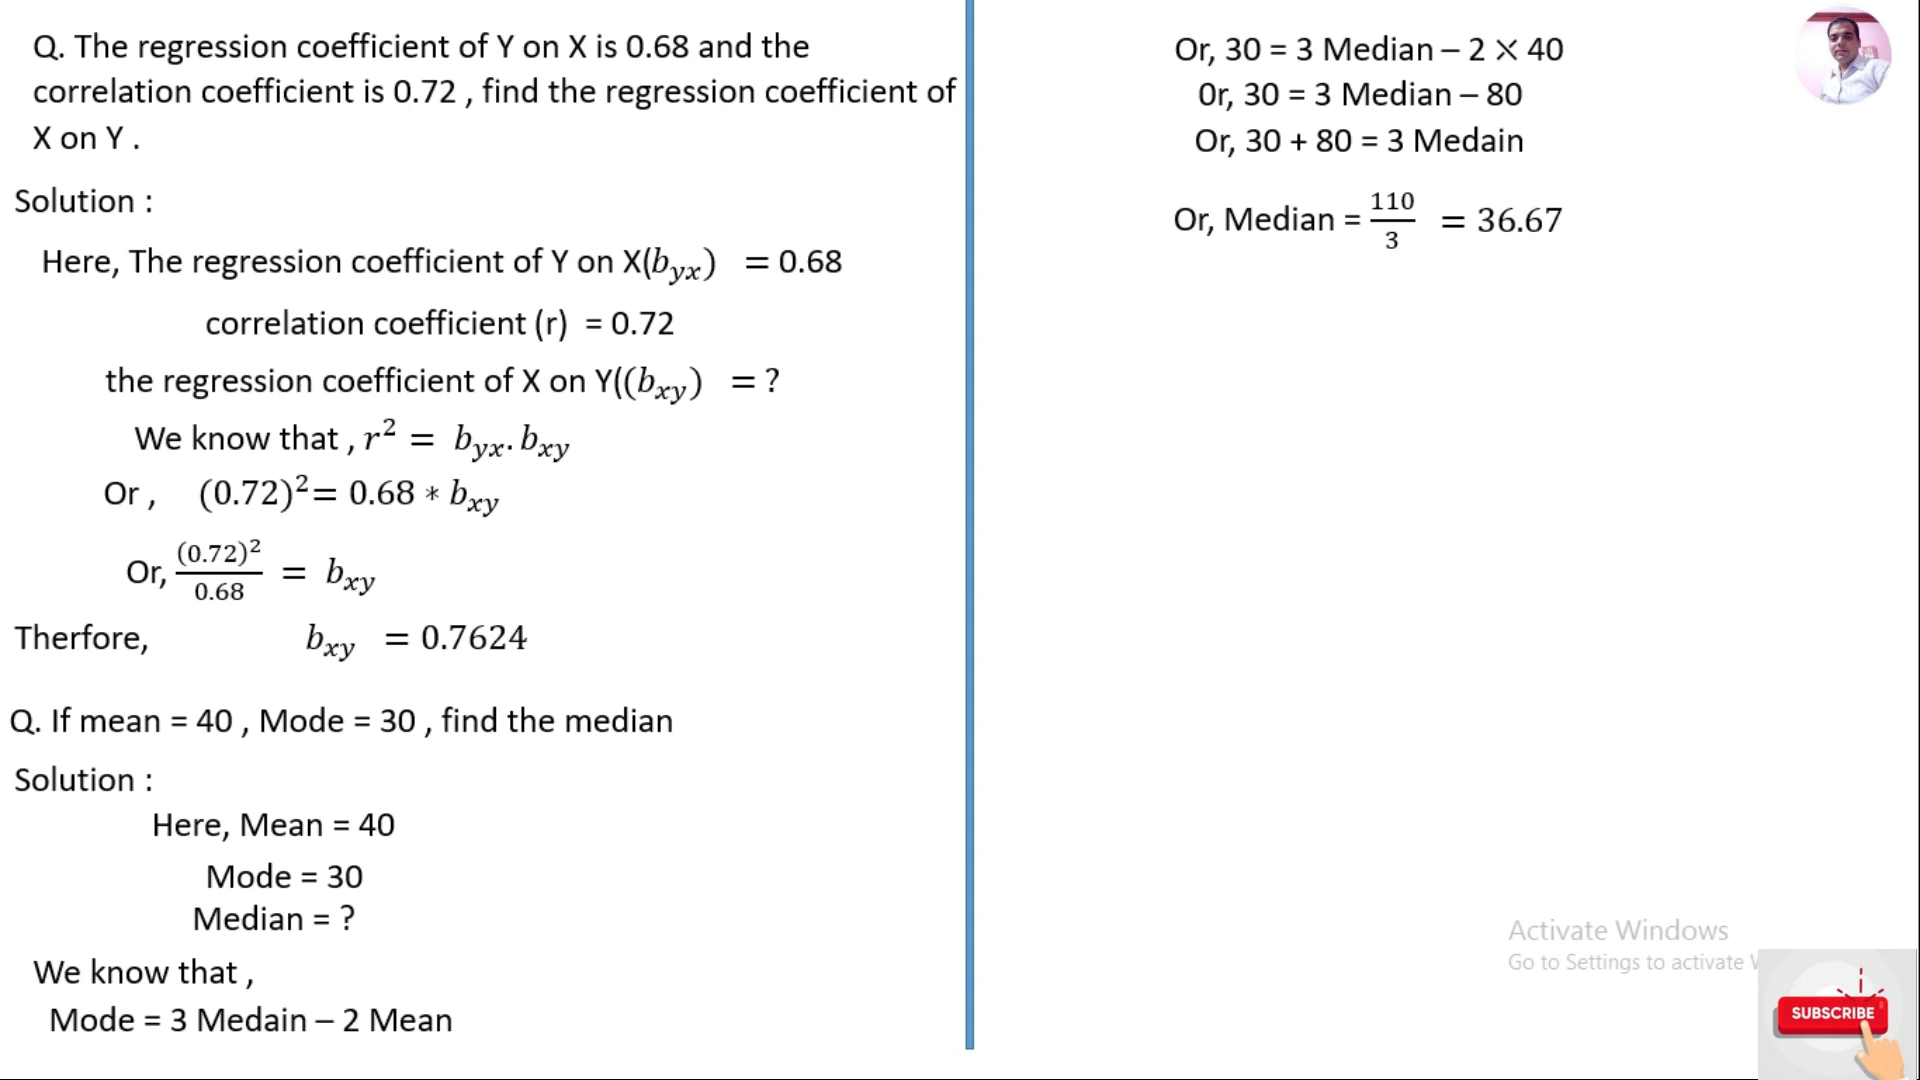 Q. The regression coefficient of Y on X is 0.68 and the
correlation coefficient is 0.72 , find the regression coefficient of
X on Y .
Solution :
Here, The regression coefficient of Y on X(b_yx) = 0.68
correlation coefficient (r) = 0.72
the regression coefficient of X on Y((b_xy) = ?
We know that , r² = b_yx. b_xy
Or , (0.72)²= 0.68 * b_xy
Or, (0.72)²/0.68 = b_xy
Therfore, b_xy = 0.7624
Q. If mean = 40 , Mode = 30 , find the median
Solution :
Here, Mean = 40
Mode = 30
Median = ?
We know that ,
Mode = 3 Medain – 2 Mean
Or, 30 = 3 Median – 2 × 40
0r, 30 = 3 Median – 80
Or, 30 + 80 = 3 Medain
Or, Median = 110/3 = 36.67
Activate Windows
Go to Settings to activate
SUBSCRIBE